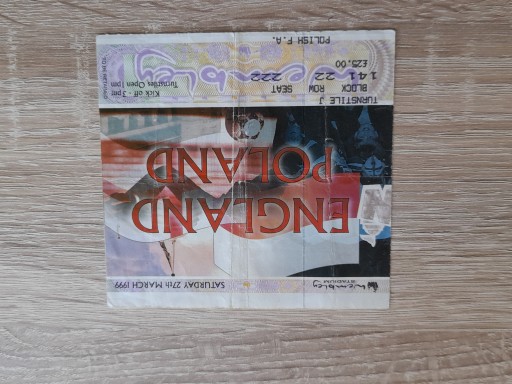 Wembley
STADIUM
SATURDAY 27th MARCH 1999
ENGLAND
POLAND
TURNSTILE J
BLOCK ROW SEAT
141 22 222
£25.00
POLISH F.A.
Kick off - 3pm
Turnstiles Open 1pm
Wembley